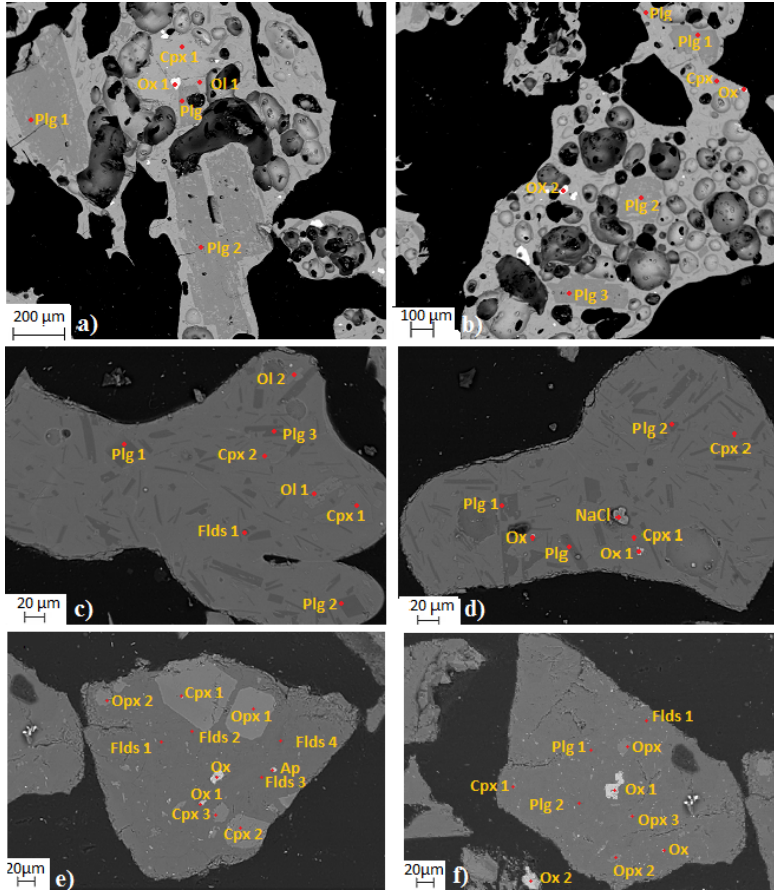 Cpx 1
Ox 1
Ol 1
Plg
Plg 1
Plg 2
200 µm
a)
Plg
Plg 1
Cpx
Ox
OX 2
Plg 2
Plg 3
100 µm
b)
Ol 2
Plg 3
Plg 1
Cpx 2
Ol 1
Cpx 1
Flds 1
Plg 2
20 µm
c)
Plg 2
Cpx 2
Plg 1
NaCl
Ox
Cpx 1
Plg
Ox 1
20 µm
d)
Cpx 1
Opx 2
Opx 1
Flds 2
Flds 1
Flds 4
Ox
Ap
Flds 3
Ox 1
Cpx 3
Cpx 2
20µm
e)
Flds 1
Plg 1
Opx
Cpx 1
Ox 1
Plg 2
Opx 3
Ox
Opx 2
Ox 2
20µm
f)